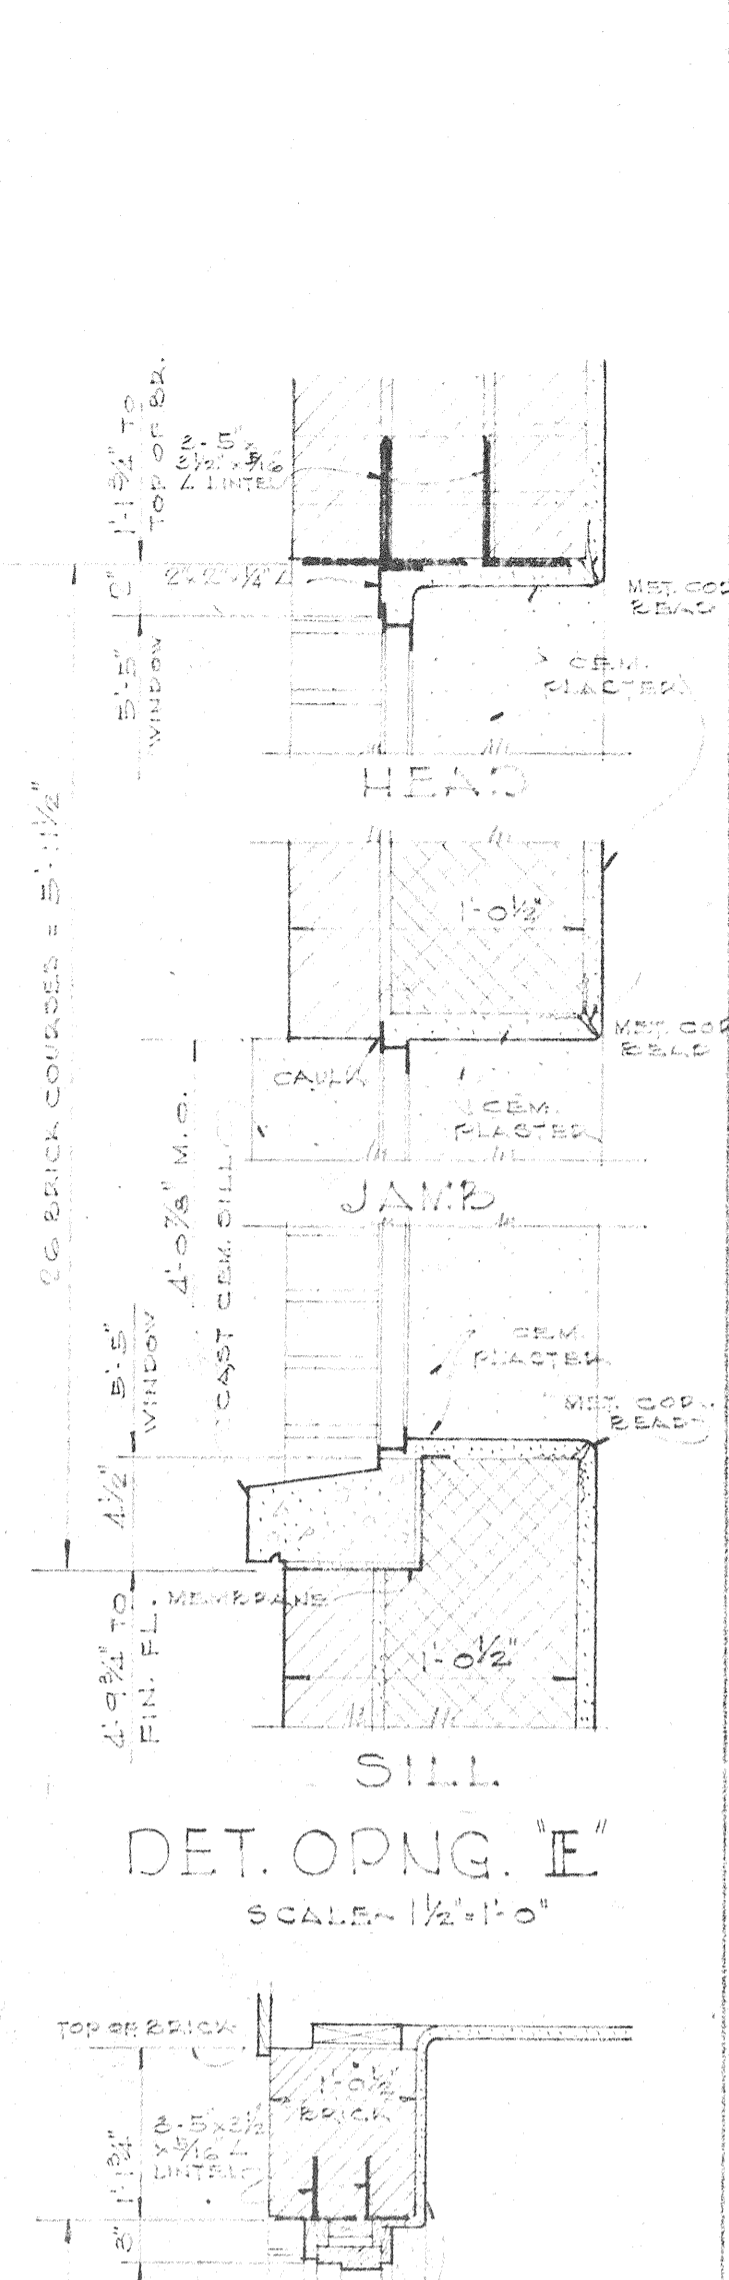 1'-1¾" TO
TOP OF BR.
3-5"x
3½"x5/16"
L LINTEL
2"
2"x2"x¼" L
MET. COR
BEAD
5'-5"
WINDOW
CEM.
PLASTER
HEAD
26 BRICK COURSES = 5'-11½"
1'-0½"
MET. COR
BEAD
CAULK
CEM.
PLASTER
JAMB
4'-0⅞" M.O.
CAST CEM. SILL
5'-5"
WINDOW
CEM.
PLASTER
MET. COR.
BEAD
4½"
MEMBRANE
4'-9¾" TO
FIN. FL.
1'-0½"
SILL
DET. OPNG. "E"
SCALE~ 1½"=1'-0"
TOP OF BRICK
1'-0½"
BRICK
3-5"x3½"
x5/16" L
LINTEL
1'-1¾"
3"